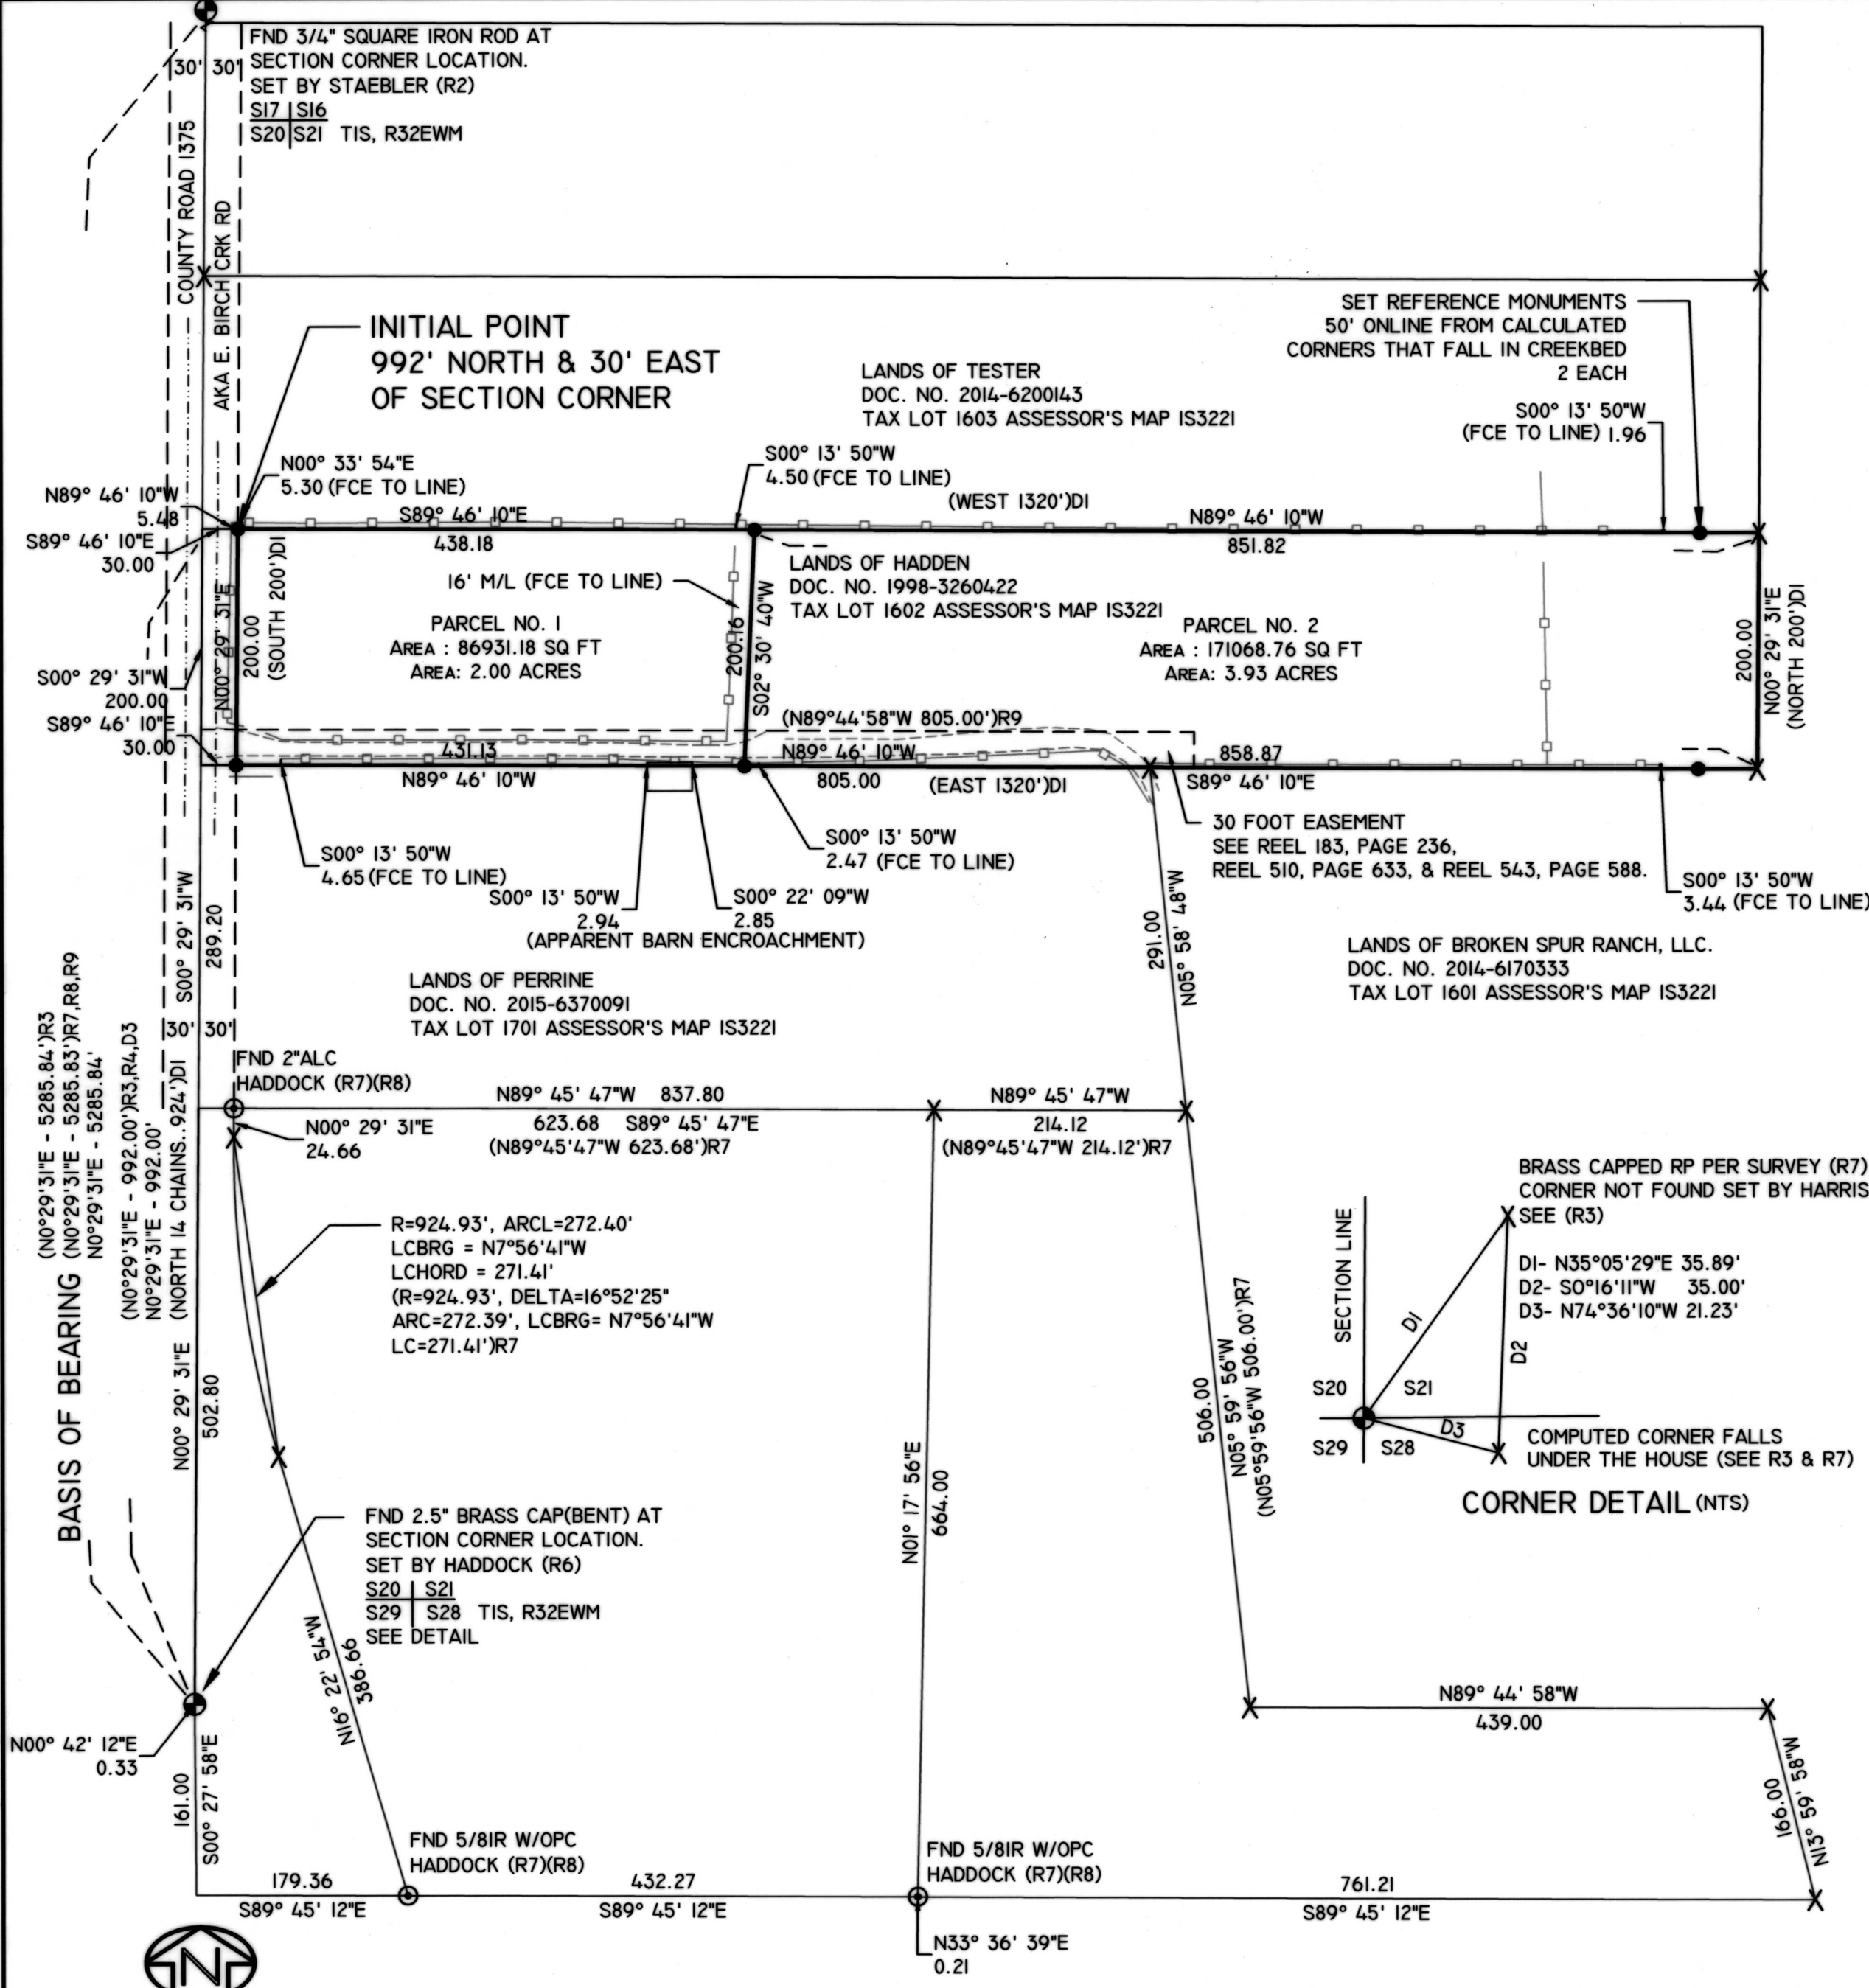 FND 3/4" SQUARE IRON ROD AT
SECTION CORNER LOCATION.
SET BY STAEBLER (R2)
S17 | S16
S20 | S21 T1S, R32EWM
30' 30'
COUNTY ROAD 1375
AKA E. BIRCH CRK RD
INITIAL POINT
992' NORTH & 30' EAST
OF SECTION CORNER
LANDS OF TESTER
DOC. NO. 2014-6200143
TAX LOT 1603 ASSESSOR'S MAP 1S3221
SET REFERENCE MONUMENTS
50' ONLINE FROM CALCULATED
CORNERS THAT FALL IN CREEKBED
2 EACH
S00° 13' 50"W
(FCE TO LINE) 1.96
N00° 33' 54"E
5.30 (FCE TO LINE)
S00° 13' 50"W
4.50 (FCE TO LINE)
(WEST 1320')D1
N89° 46' 10"W
5.48
S89° 46' 10"E
30.00
S89° 46' 10"E
438.18
N89° 46' 10"W
851.82
16' M/L (FCE TO LINE)
LANDS OF HADDEN
DOC. NO. 1998-3260422
TAX LOT 1602 ASSESSOR'S MAP 1S3221
N00° 29' 31"E
200.00
(SOUTH 200')D1
PARCEL NO. 1
AREA : 86931.18 SQ FT
AREA: 2.00 ACRES
200.16
S02° 30' 40"W
PARCEL NO. 2
AREA : 171068.76 SQ FT
AREA: 3.93 ACRES
200.00
N00° 29' 31"E
(NORTH 200')D1
S00° 29' 31"W
200.00
S89° 46' 10"E
30.00
(N89°44'58"W 805.00')R9
431.13
N89° 46' 10"W
N89° 46' 10"W
805.00
(EAST 1320')D1
858.87
S89° 46' 10"E
S00° 13' 50"W
4.65 (FCE TO LINE)
S00° 13' 50"W
2.94
S00° 22' 09"W
2.85
(APPARENT BARN ENCROACHMENT)
S00° 13' 50"W
2.47 (FCE TO LINE)
30 FOOT EASEMENT
SEE REEL 183, PAGE 236,
REEL 510, PAGE 633, & REEL 543, PAGE 588.
S00° 13' 50"W
3.44 (FCE TO LINE)
S00° 29' 31"W
289.20
291.00
N05° 58' 48"W
LANDS OF PERRINE
DOC. NO. 2015-6370091
TAX LOT 1701 ASSESSOR'S MAP 1S3221
LANDS OF BROKEN SPUR RANCH, LLC.
DOC. NO. 2014-6170333
TAX LOT 1601 ASSESSOR'S MAP 1S3221
30' 30'
FND 2"ALC
HADDOCK (R7)(R8)
N89° 45' 47"W 837.80
N89° 45' 47"W
N00° 29' 31"E
24.66
623.68 S89° 45' 47"E
(N89°45'47"W 623.68')R7
214.12
(N89°45'47"W 214.12')R7
BASIS OF BEARING
(N0°29'31"E - 5285.84')R3
(N0°29'31"E - 5285.83')R7,R8,R9
N0°29'31"E - 5285.84'
(N0°29'31"E - 992.00')R3,R4,D3
N0°29'31"E - 992.00'
(NORTH 14 CHAINS..924')D1
N00° 29' 31"E
502.80
R=924.93', ARCL=272.40'
LCBRG = N7°56'41"W
LCHORD = 271.41'
(R=924.93', DELTA=16°52'25"
ARC=272.39', LCBRG= N7°56'41"W
LC=271.41')R7
506.00
N05° 59' 56"W
(N05°59'56"W 506.00')R7
N01° 17' 56"E
664.00
BRASS CAPPED RP PER SURVEY (R7)
CORNER NOT FOUND SET BY HARRIS
SEE (R3)
SECTION LINE
D1- N35°05'29"E 35.89'
D2- S0°16'11"W 35.00'
D3- N74°36'10"W 21.23'
D1
D2
D3
S20 S21
S29 S28
COMPUTED CORNER FALLS
UNDER THE HOUSE (SEE R3 & R7)
CORNER DETAIL (NTS)
FND 2.5" BRASS CAP(BENT) AT
SECTION CORNER LOCATION.
SET BY HADDOCK (R6)
S20 | S21
S29 | S28 T1S, R32EWM
SEE DETAIL
N16° 22' 54"W
386.66
N00° 42' 12"E
0.33
161.00
S00° 27' 58"E
N89° 44' 58"W
439.00
166.00
N13° 59' 58"W
FND 5/8IR W/OPC
HADDOCK (R7)(R8)
FND 5/8IR W/OPC
HADDOCK (R7)(R8)
179.36
S89° 45' 12"E
432.27
S89° 45' 12"E
761.21
S89° 45' 12"E
N33° 36' 39"E
0.21
N